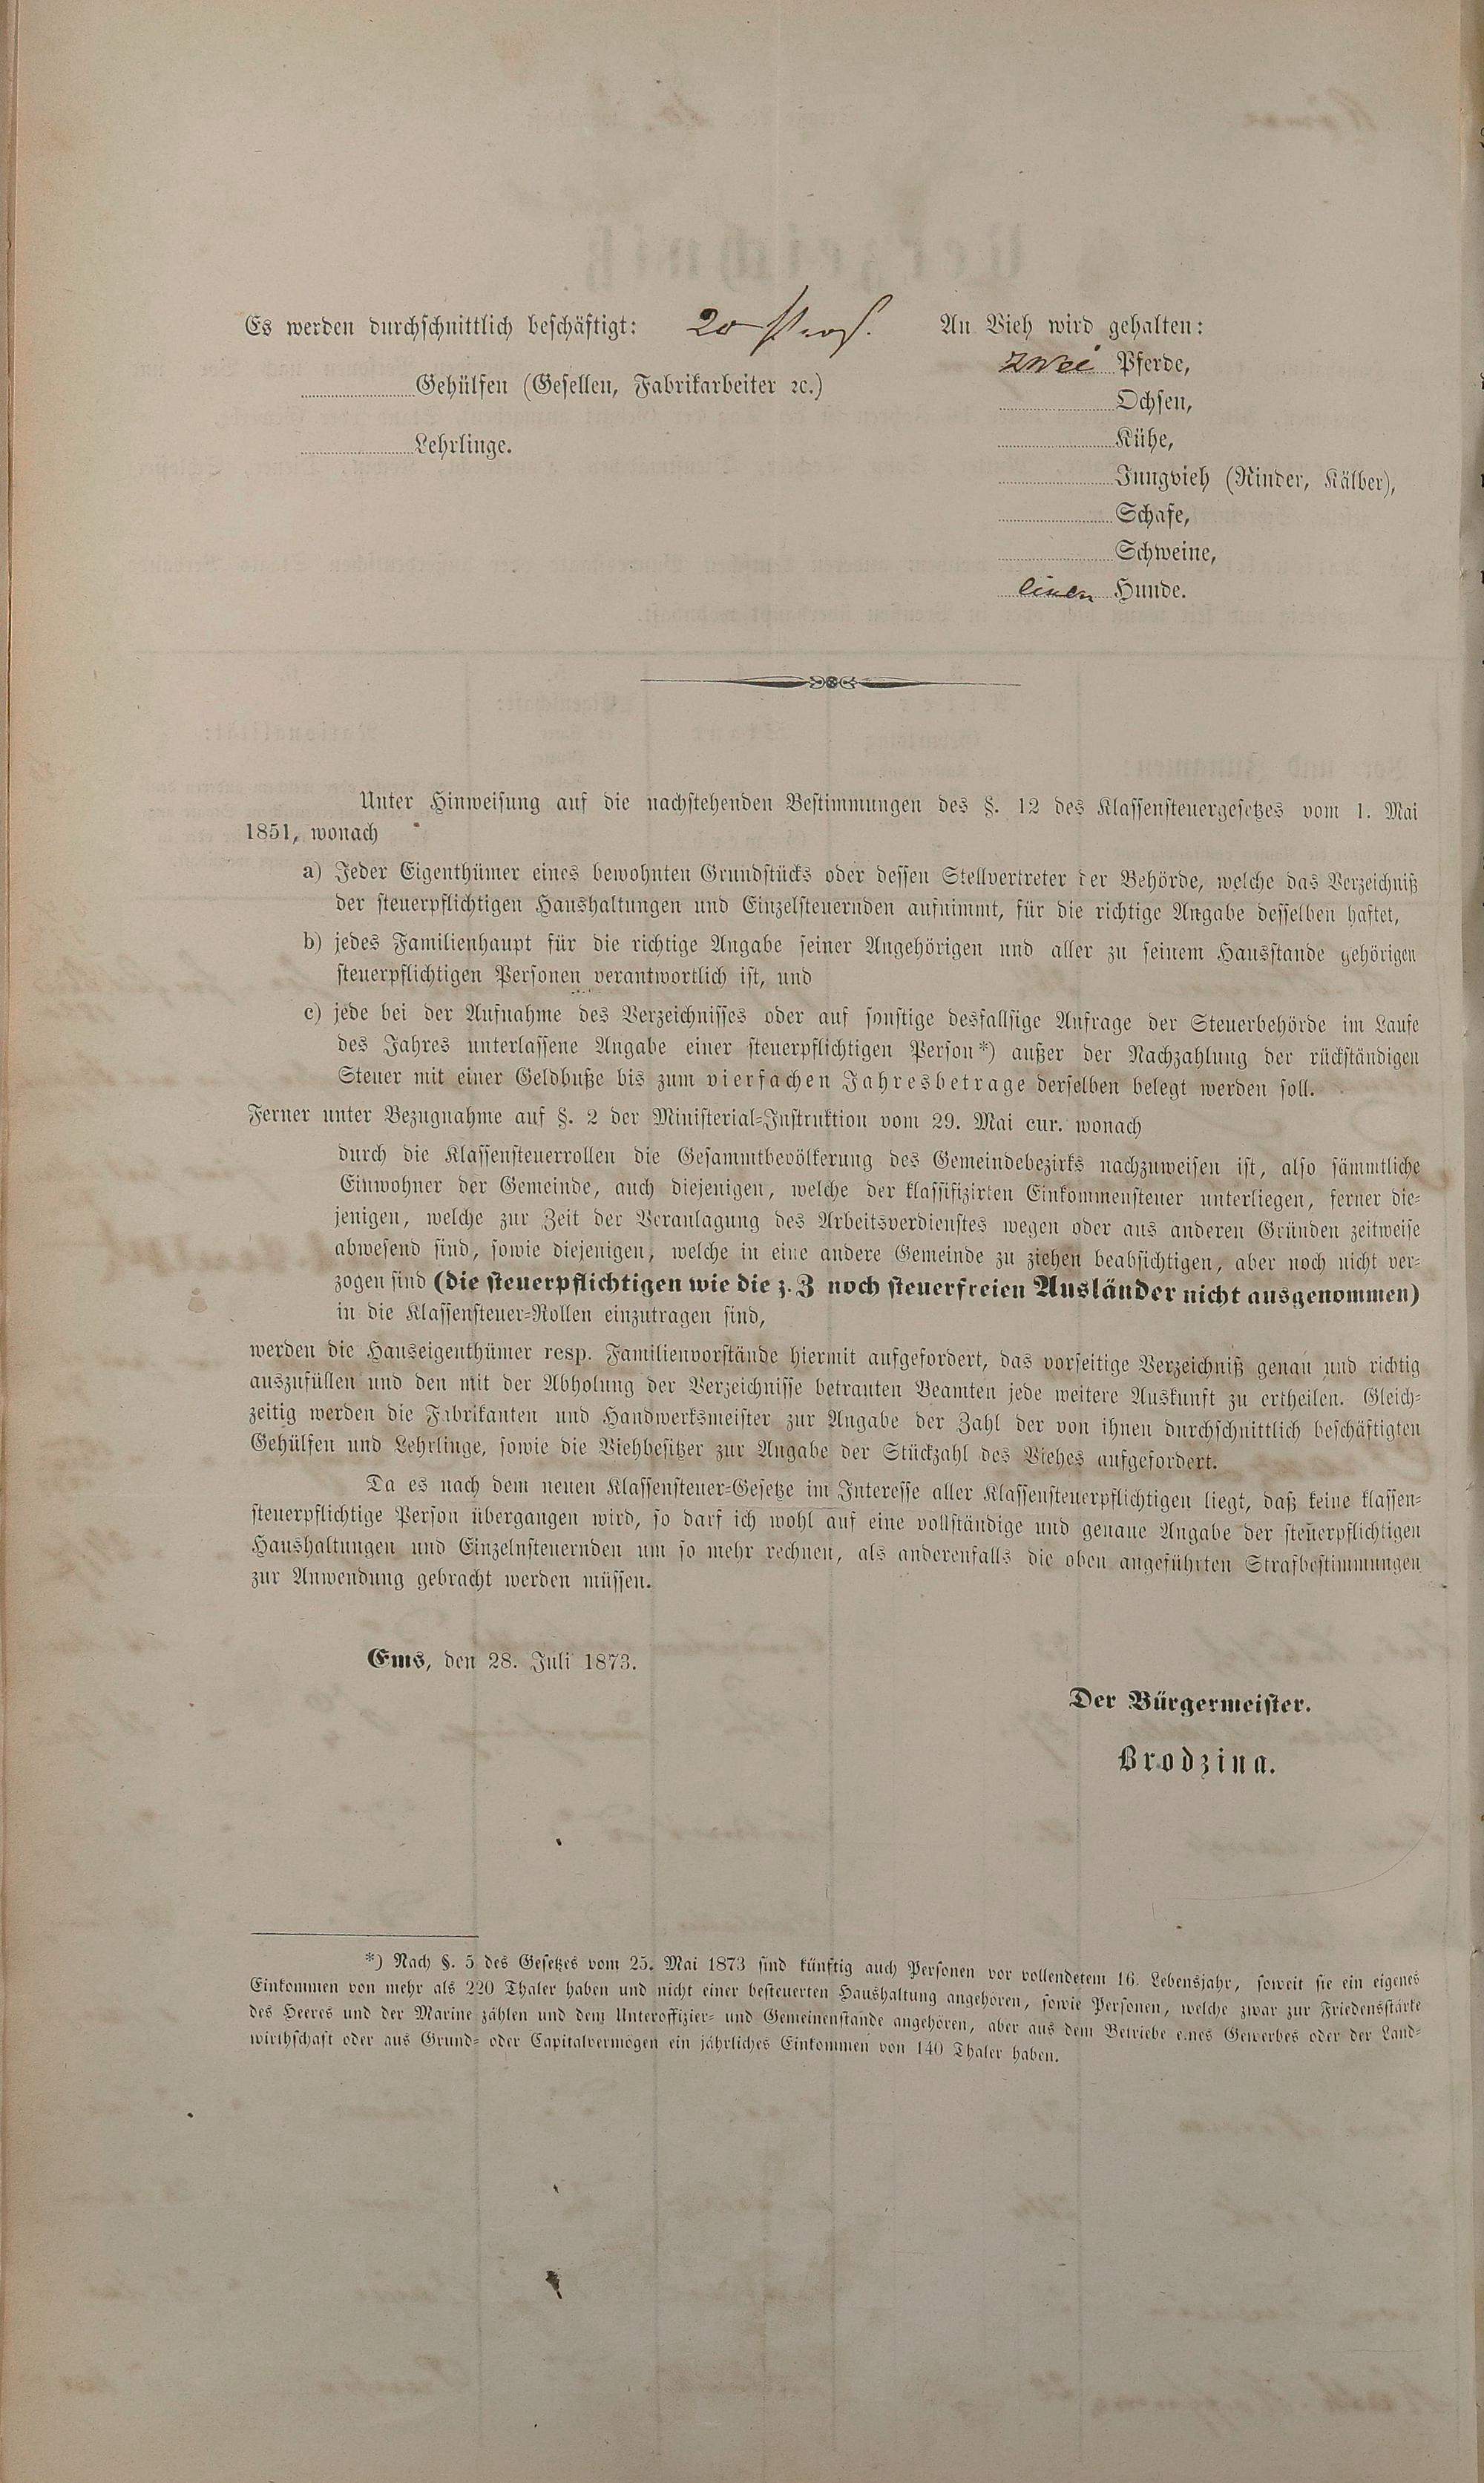 Es werden durchschnittlich beschäftigt: 20
Gehülfen (Gesellen, Fabrikarbeiter ꝛc.)
Lehrlinge.
An Vieh wird gehalten:
zwei Pferde,
Ochsen,
Kühe,
Jungvieh (Rinder, Kälber),
Schafe,
Schweine,
einen Hunde.
Unter Hinweisung auf die nachstehenden Bestimmungen des §. 12 des Klassensteuergesetzes vom 1. Mai
1851, wonach
a) Jeder Eigenthümer eines bewohnten Grundstücks oder dessen Stellvertreter der Behörde, welche das Verzeichniß
der steuerpflichtigen Haushaltungen und Einzelsteuernden aufnimmt, für die richtige Angabe desselben haftet,
b) jedes Familienhaupt für die richtige Angabe seiner Angehörigen und aller zu seinem Hausstande gehörigen
steuerpflichtigen Personen verantwortlich ist, und
c) jede bei der Aufnahme des Verzeichnisses oder auf sonstige desfallsige Anfrage der Steuerbehörde im Laufe
des Jahres unterlassene Angabe einer steuerpflichtigen Person*) außer der Nachzahlung der rückständigen
Steuer mit einer Geldbuße bis zum vierfachen Jahresbetrage derselben belegt werden soll.
Ferner unter Bezugnahme auf §. 2 der Ministerial-Instruktion vom 29. Mai cur. wonach
durch die Klassensteuerrollen die Gesammtbevölkerung des Gemeindebezirks nachzuweisen ist, also sämmtliche
Einwohner der Gemeinde, auch diejenigen, welche der klassifizirten Einkommensteuer unterliegen, ferner die-
jenigen, welche zur Zeit der Veranlagung des Arbeitsverdienstes wegen oder aus anderen Gründen zeitweise
abwesend sind, sowie diejenigen, welche in eine andere Gemeinde zu ziehen beabsichtigen, aber noch nicht ver-
zogen sind (die steuerpflichtigen wie die z. Z noch steuerfreien Ausländer nicht ausgenommen)
in die Klassensteuer-Rollen einzutragen sind,
werden die Hauseigenthümer resp. Familienvorstände hiermit aufgefordert, das vorseitige Verzeichniß genau und richtig
auszufüllen und den mit der Abholung der Verzeichnisse betrauten Beamten jede weitere Auskunft zu ertheilen. Gleich-
zeitig werden die Fabrikanten und Handwerksmeister zur Angabe der Zahl der von ihnen durchschnittlich beschäftigten
Gehülfen und Lehrlinge, sowie die Viehbesitzer zur Angabe der Stückzahl des Viehes aufgefordert.
Da es nach dem neuen Klassensteuer-Gesetze im Interesse aller Klassensteuerpflichtigen liegt, daß keine klassen-
steuerpflichtige Person übergangen wird, so darf ich wohl auf eine vollständige und genaue Angabe der steuerpflichtigen
Haushaltungen und Einzelnsteuernden um so mehr rechnen, als anderenfalls die oben angeführten Strafbestimmungen
zur Anwendung gebracht werden müssen.
Ems, den 28. Juli 1873.
Der Bürgermeister.
Brodzina.
*) Nach §. 5 des Gesetzes vom 25. Mai 1873 sind künftig auch Personen vor vollendetem 16. Lebensjahr, soweit sie ein eigenes
Einkommen von mehr als 220 Thaler haben und nicht einer besteuerten Haushaltung angehören, sowie Personen, welche zwar zur Friedensstärke
des Heeres und der Marine zählen und dem Unteroffizier- und Gemeinenstande angehören, aber aus dem Betriebe eines Gewerbes oder der Land-
wirthschaft oder aus Grund- oder Capitalvermögen ein jährliches Einkommen von 140 Thaler haben.